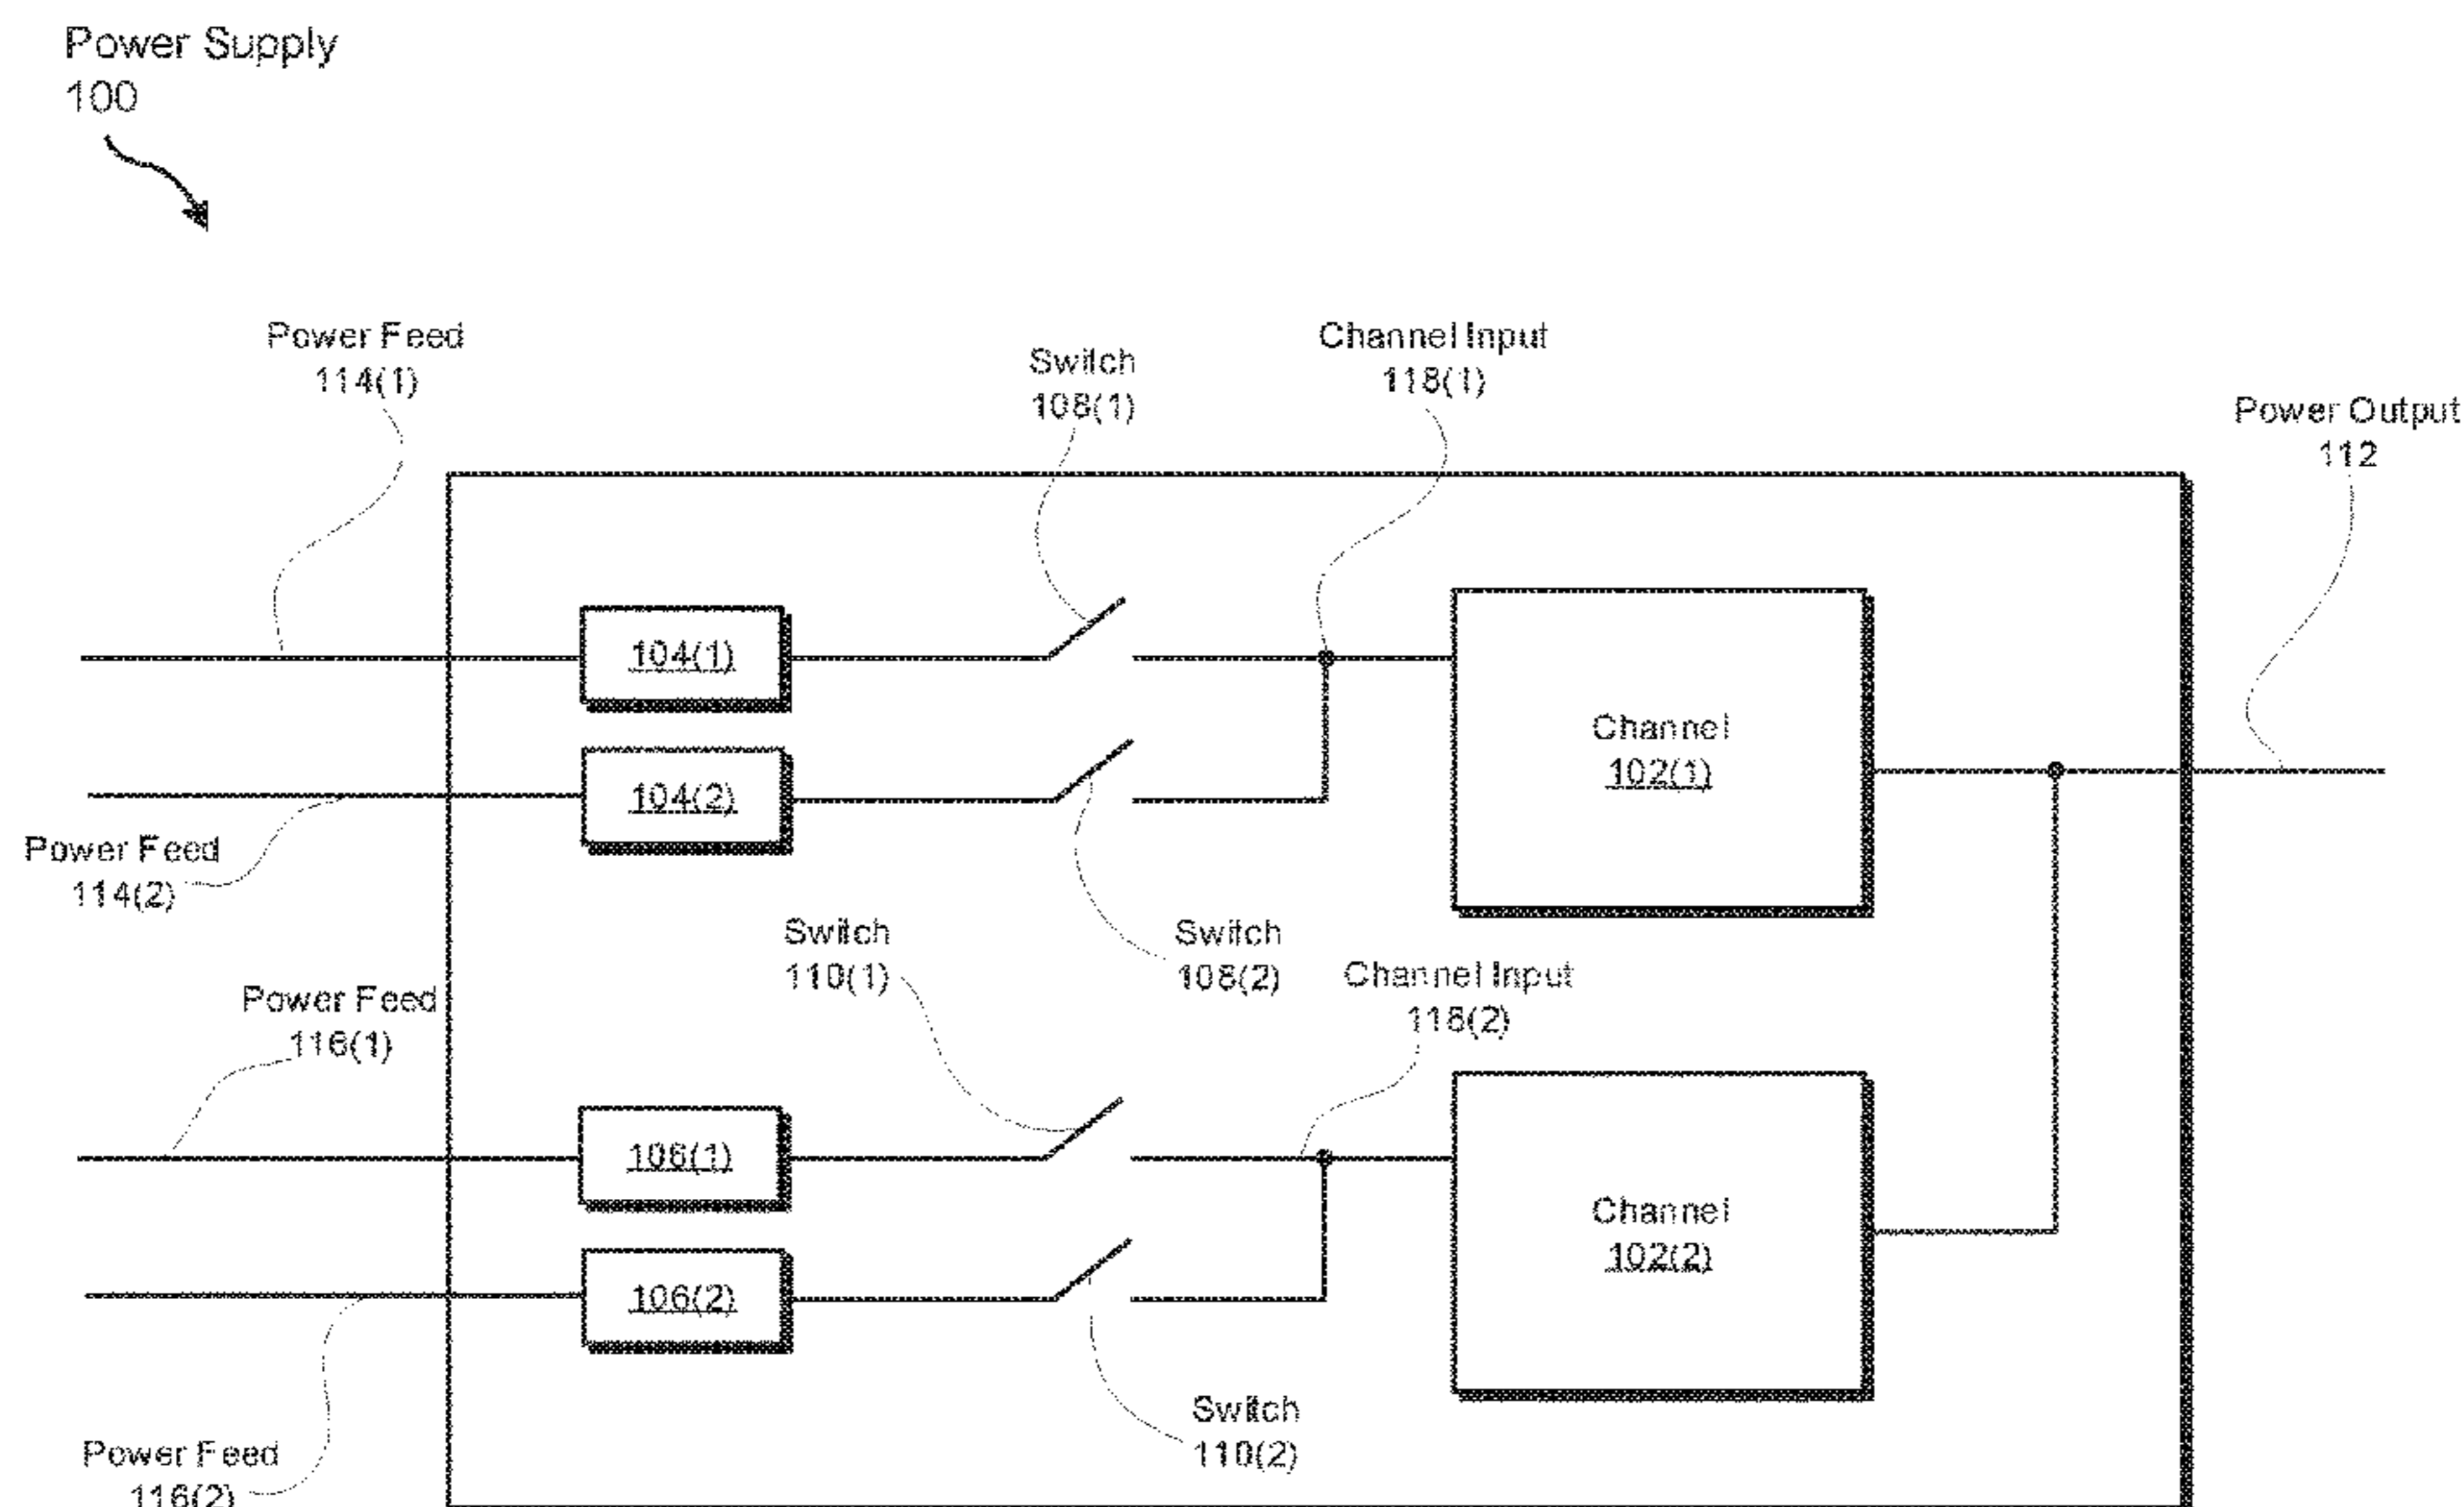 Power Supply
100
Power Feed
114(1)
Switch
108(1)
Channel Input
118(1)
Power Output
112
104(1)
104(2)
Channel
102(1)
Power Feed
114(2)
Switch
110(1)
Switch
108(2)
Channel Input
118(2)
Power Feed
116(1)
106(1)
106(2)
Channel
102(2)
Switch
110(2)
Power Feed
116(2)